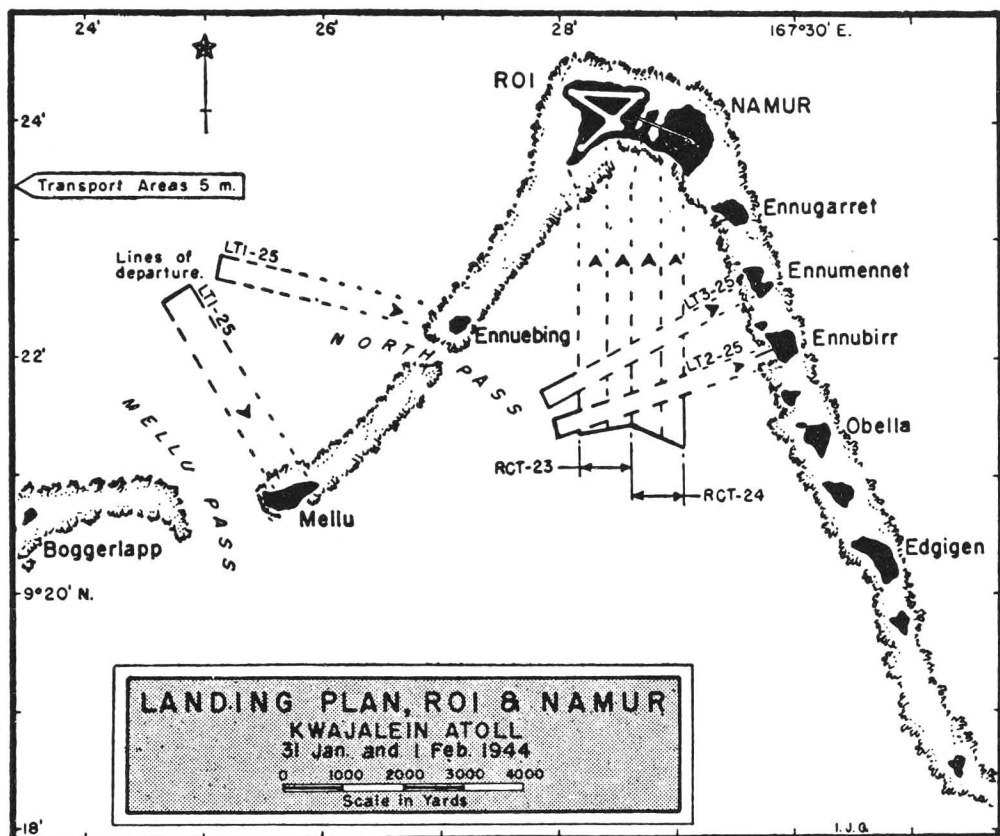 24'
26'
28'
167°30' E.
ROI
NAMUR
24'
Transport Areas 5 m.
Ennugarret
Lines of
departure.
LT1-25
LT1-25
Ennumennet
LT3-25
Ennuebing
NORTH PASS
Ennubirr
22'
LT2-25
MELLU PASS
Obella
RCT-23
RCT-24
Mellu
Boggerlapp
Edgigen
9°20' N.
LANDING PLAN, ROI & NAMUR
KWAJALEIN ATOLL
31 Jan. and 1 Feb. 1944
0 1000 2000 3000 4000
Scale in Yards
18'
I.J.G.